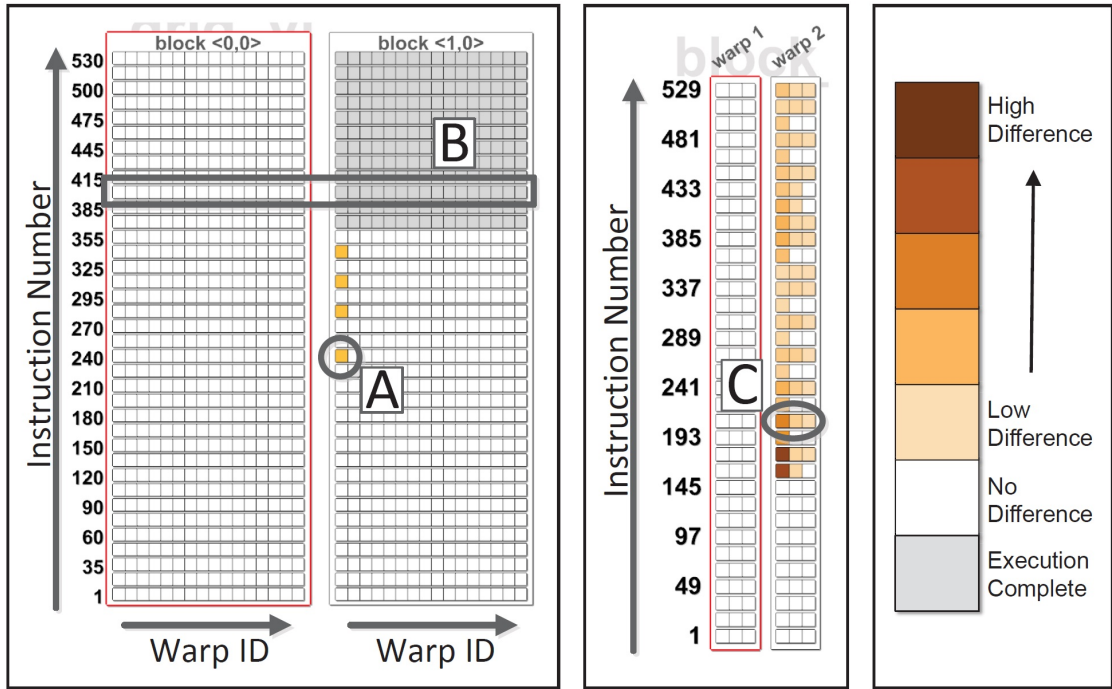 block <0,0>
block <1,0>
530
500
475
445
415
385
355
325
295
270
240
210
180
150
120
90
60
35
1
Instruction Number
A
B
Warp ID
Warp ID
block
warp 1
warp 2
529
481
433
385
337
289
241
193
145
97
49
1
Instruction Number
C
High
Difference
Low
Difference
No
Difference
Execution
Complete